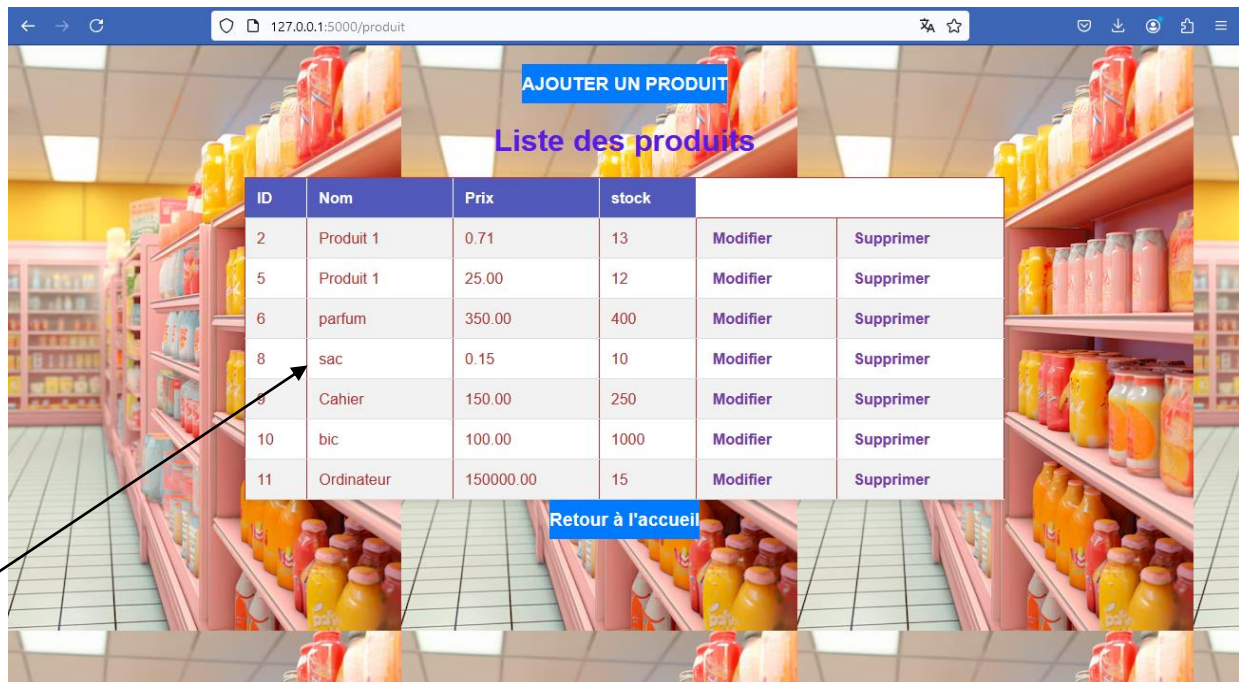 127.0.0.1:5000/produit
AJOUTER UN PRODUIT
Liste des produits
ID Nom Prix stock
2 Produit 1 0.71 13 Modifier Supprimer
5 Produit 1 25.00 12 Modifier Supprimer
6 parfum 350.00 400 Modifier Supprimer
8 sac 0.15 10 Modifier Supprimer
9 Cahier 150.00 250 Modifier Supprimer
10 bic 100.00 1000 Modifier Supprimer
11 Ordinateur 150000.00 15 Modifier Supprimer
Retour à l'accueil